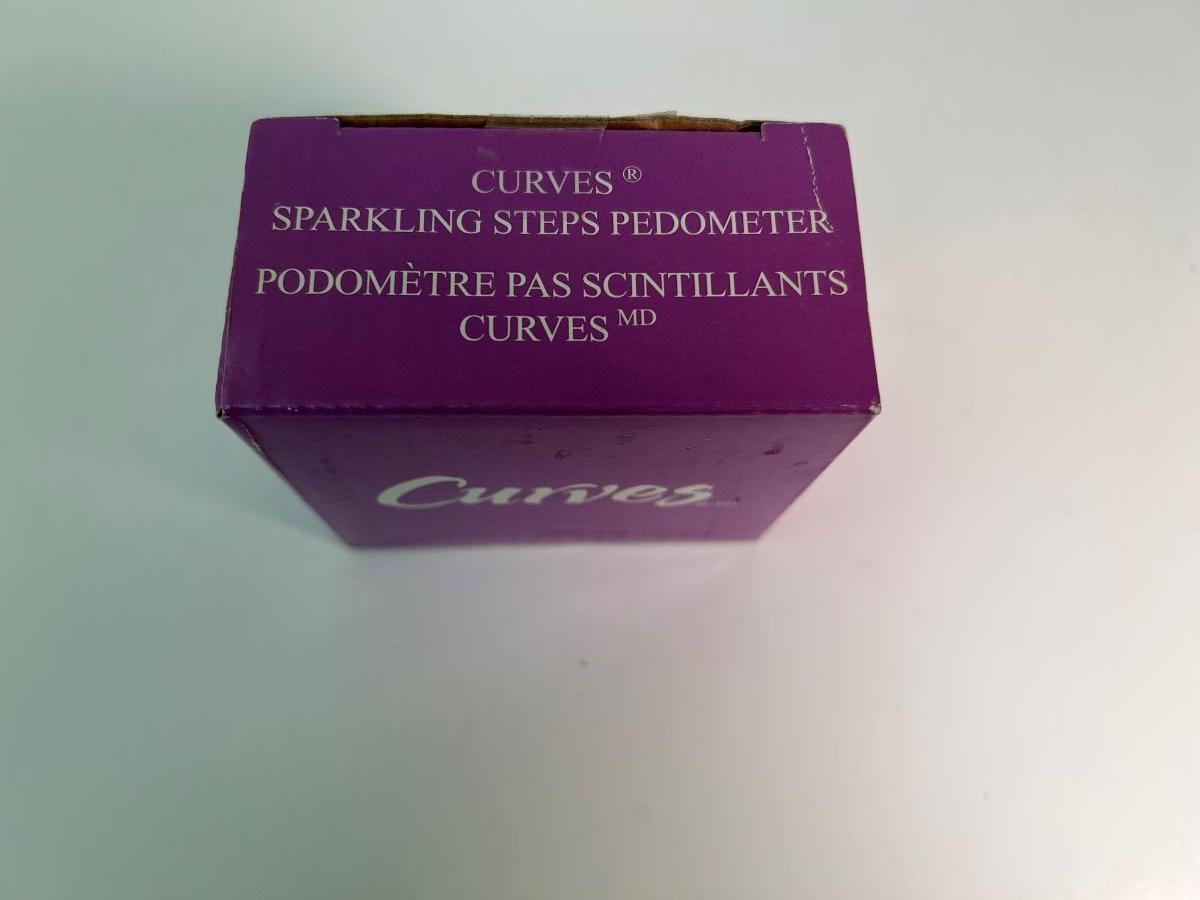 CURVES ®
SPARKLING STEPS PEDOMETER
PODOMÈTRE PAS SCINTILLANTS
CURVES MD
Curves